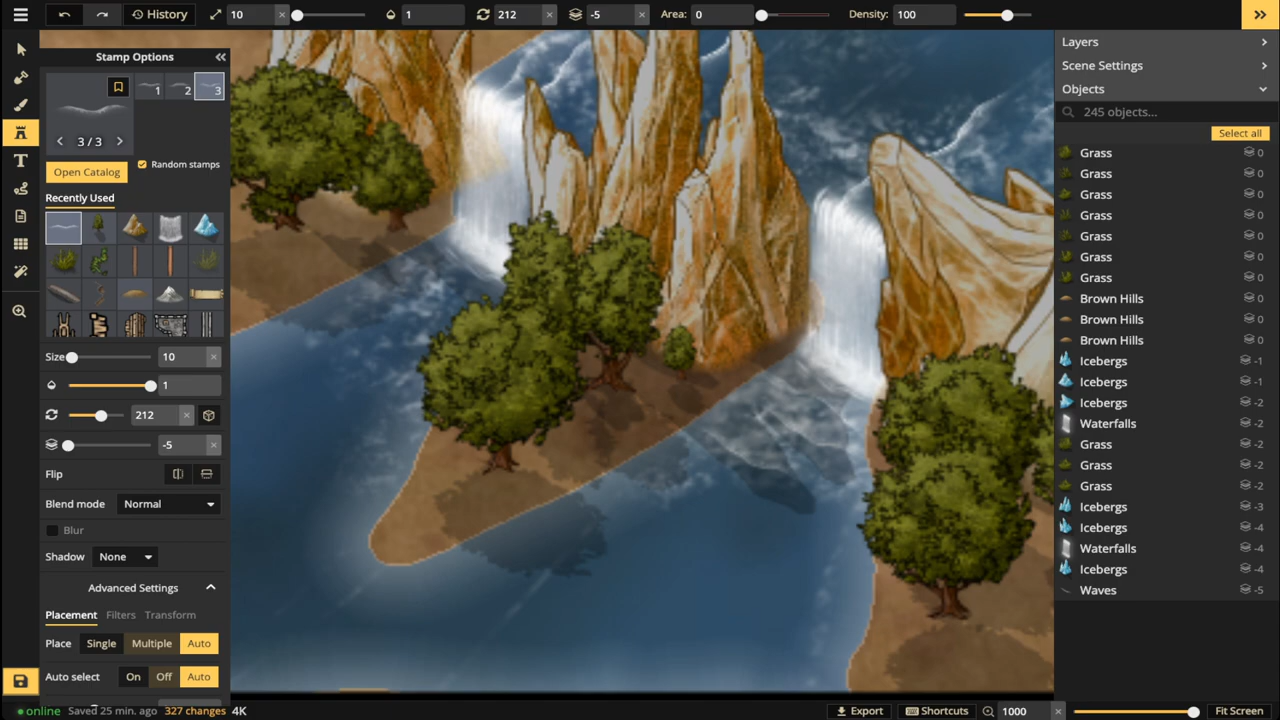 History 10 × 1 212 × -5 × Area: 0 Density: 100 »
Stamp Options «
1 2 3
< 3 / 3 >
Random stamps
Open Catalog
Recently Used
Size 10 ×
1
212 ×
-5 ×
Flip
Blend mode Normal
Blur
Shadow None
Advanced Settings
Placement Filters Transform
Place Single Multiple Auto
Auto select On Off Auto
online Saved 25 min. ago 327 changes 4K
Layers
Scene Settings
Objects
245 objects...
Select all
Grass 0
Grass 0
Grass 0
Grass 0
Grass 0
Grass 0
Grass 0
Brown Hills 0
Brown Hills 0
Brown Hills 0
Icebergs -1
Icebergs -1
Icebergs -2
Waterfalls -2
Grass -2
Grass -2
Grass -2
Icebergs -3
Icebergs -4
Waterfalls -4
Icebergs -4
Waves -5
Export Shortcuts 1000 × Fit Screen